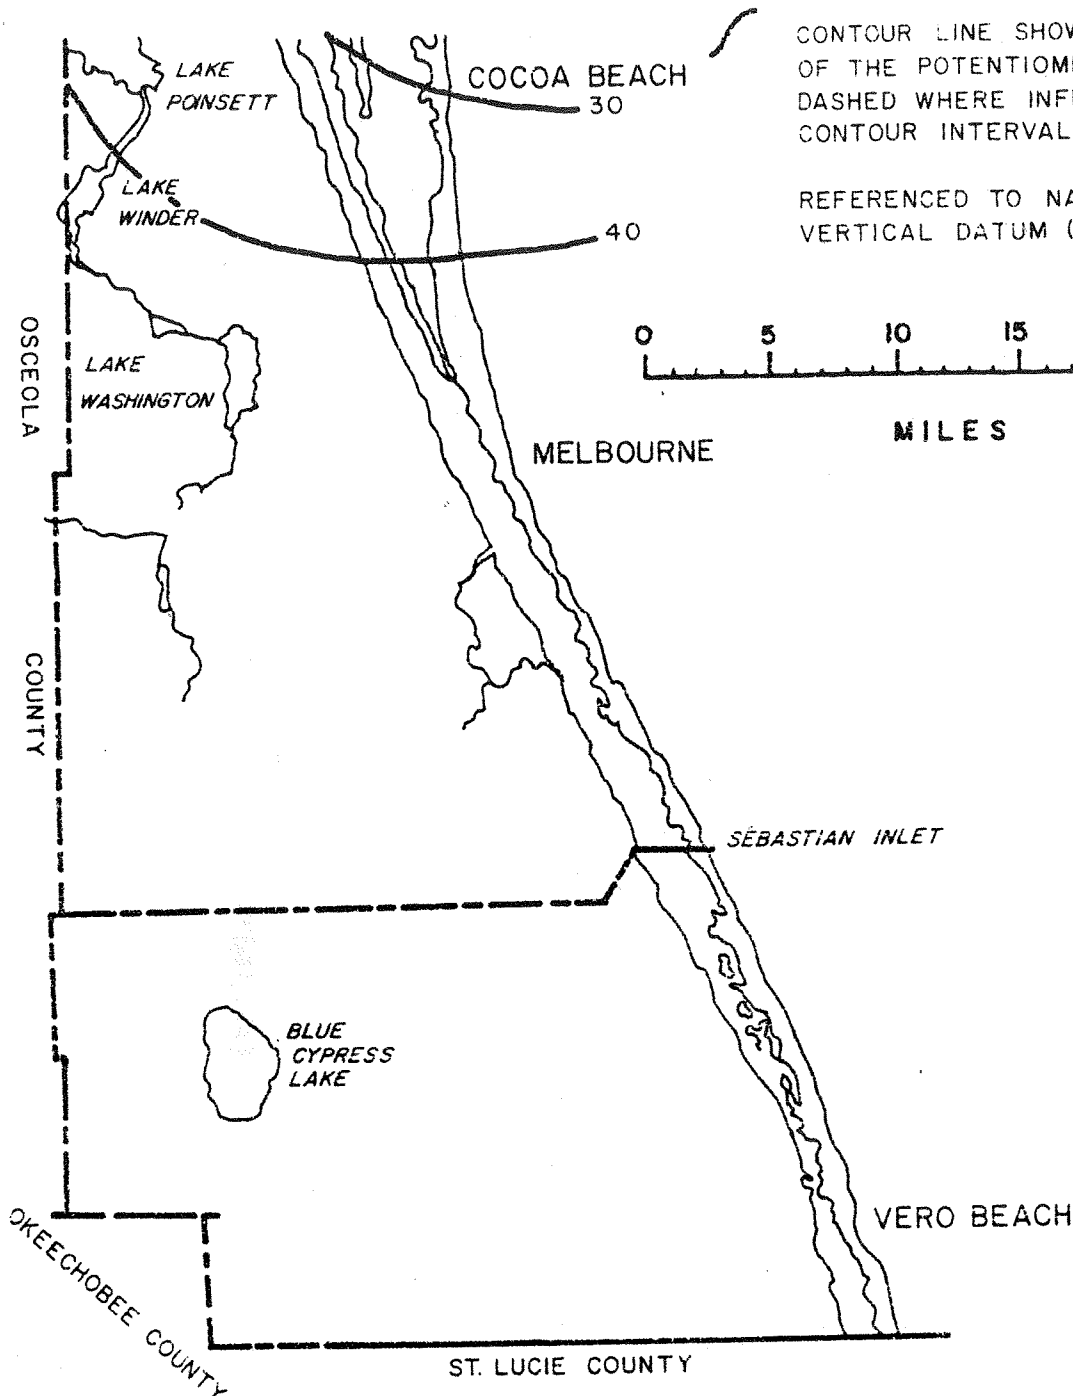 CONTOUR LINE SHOW
OF THE POTENTIOM
DASHED WHERE INF
CONTOUR INTERVAL
REFERENCED TO NA
VERTICAL DATUM (
LAKE
POINSETT
COCOA BEACH
30
LAKE
WINDER
40
0 5 10 15
MILES
OSCEOLA
COUNTY
LAKE
WASHINGTON
MELBOURNE
SEBASTIAN INLET
BLUE
CYPRESS
LAKE
VERO BEACH
OKEECHOBEE COUNTY
ST. LUCIE COUNTY